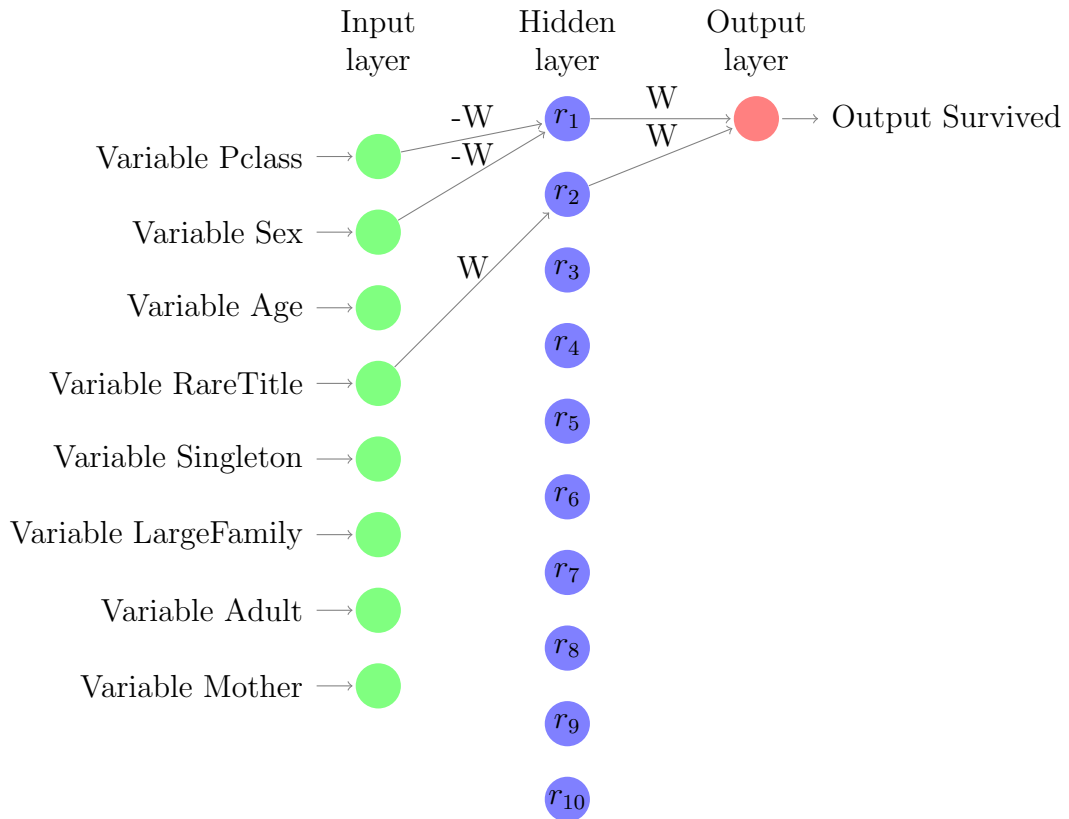 Input
layer
Hidden
layer
Output
layer
Variable Pclass
Variable Sex
Variable Age
Variable RareTitle
Variable Singleton
Variable LargeFamily
Variable Adult
Variable Mother
-W
-W
W
r1
r2
r3
r4
r5
r6
r7
r8
r9
r10
W
W
Output Survived